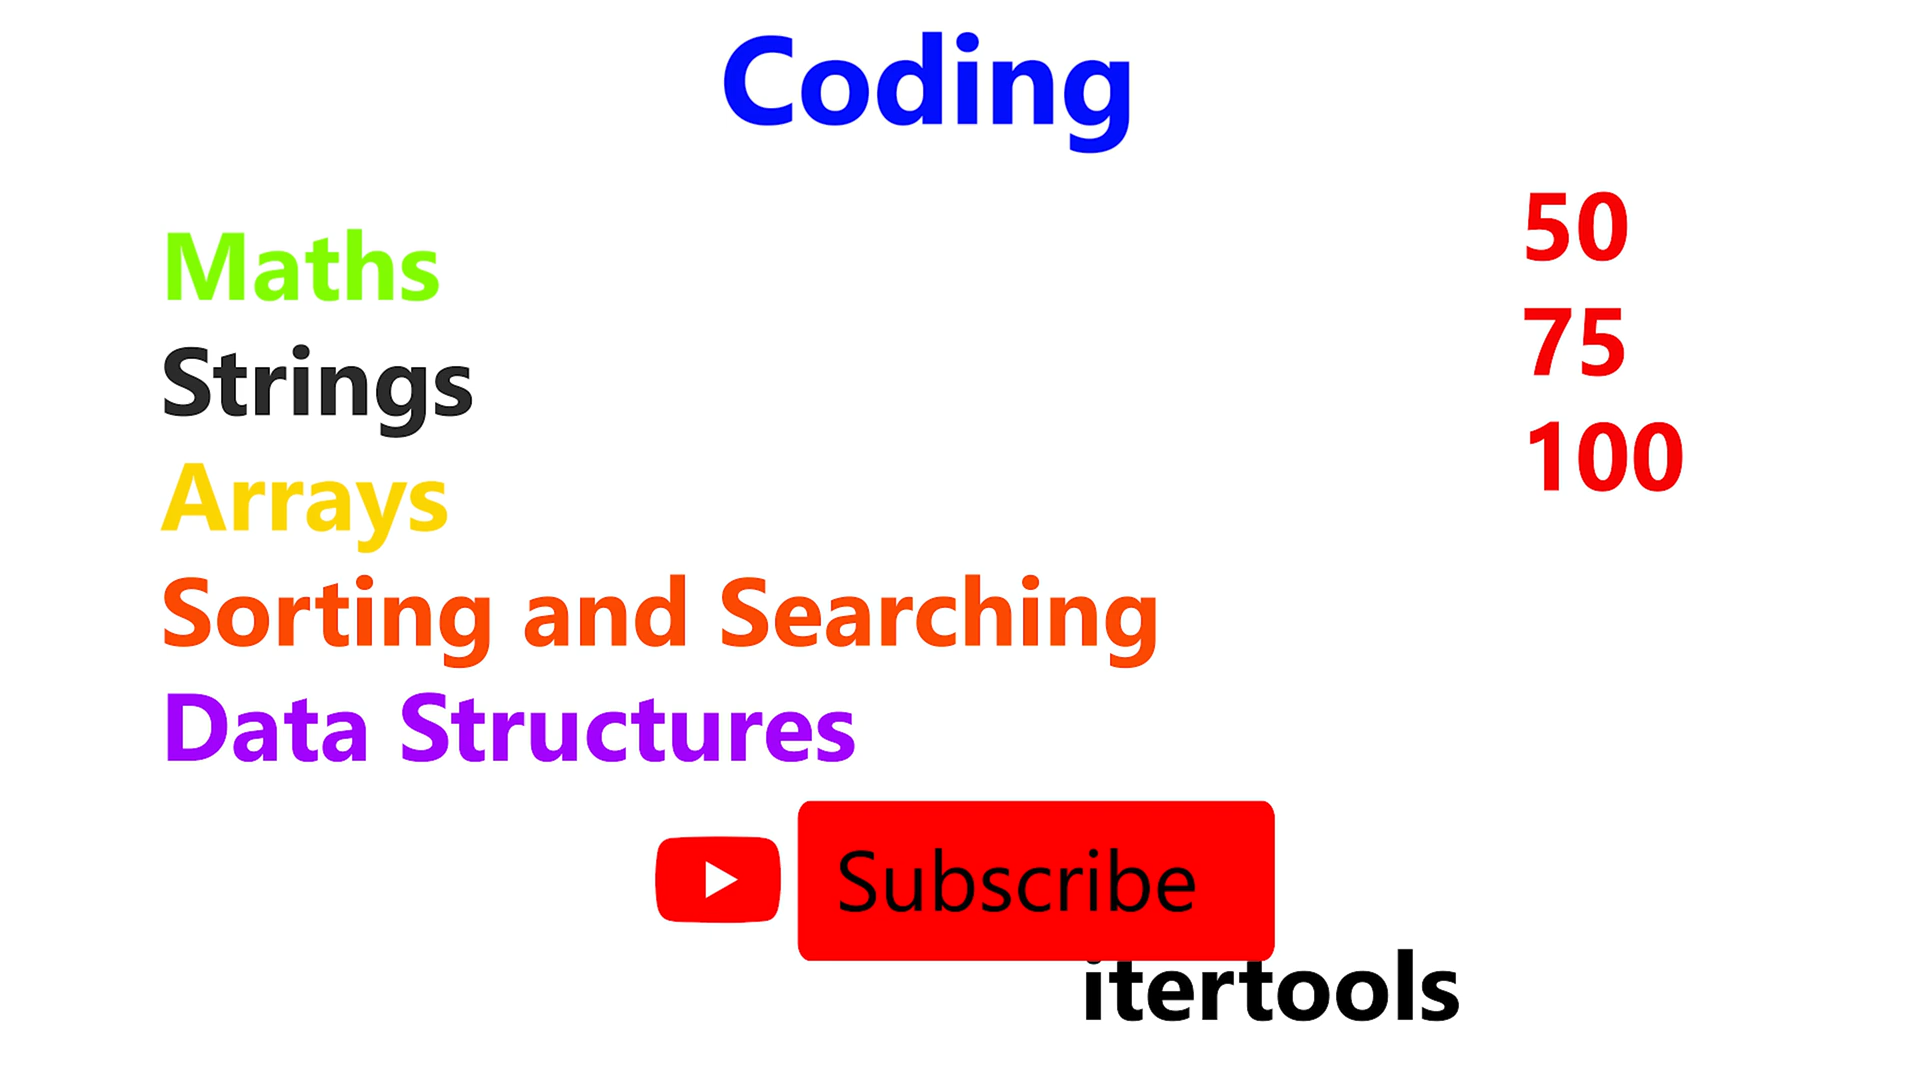 Coding
Maths
Strings
Arrays
Sorting and Searching
Data Structures
50
75
100
Subscribe
itertools